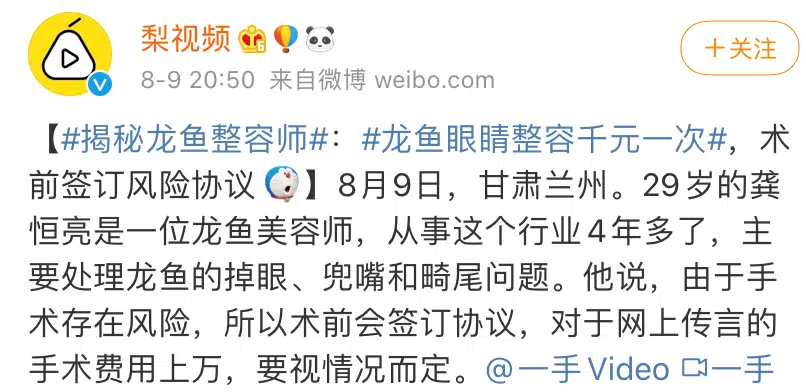 梨视频
8-9 20:50 来自微博 weibo.com
+关注
【#揭秘龙鱼整容师#：#龙鱼眼睛整容千元一次#，术
前签订风险协议】8月9日，甘肃兰州。29岁的龚
恒亮是一位龙鱼美容师，从事这个行业4年多了，主
要处理龙鱼的掉眼、兜嘴和畸尾问题。他说，由于手
术存在风险，所以术前会签订协议，对于网上传言的
手术费用上万，要视情况而定。@一手Video 一手